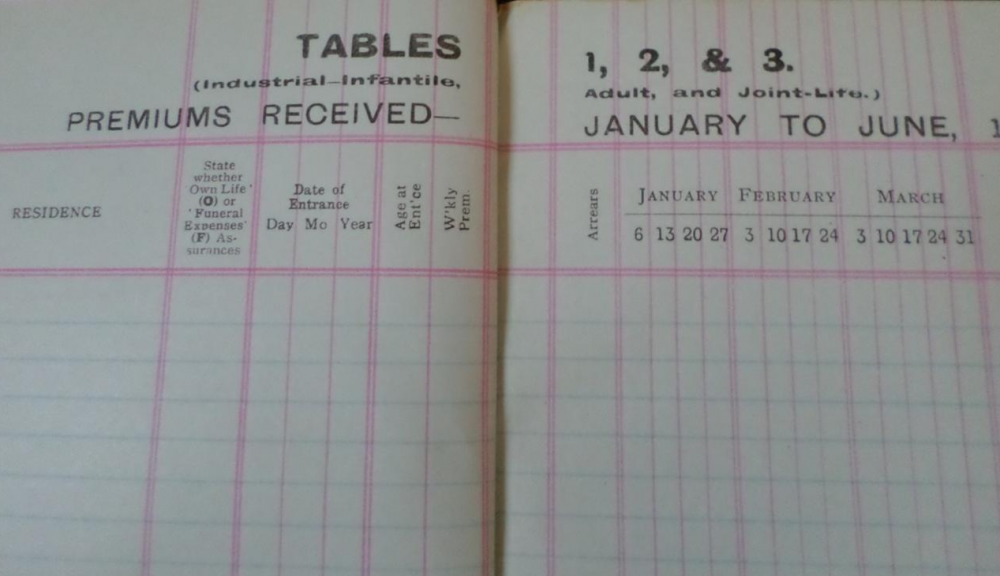 TABLES 1, 2, & 3.
(Industrial—Infantile, Adult, and Joint-Life.)
PREMIUMS RECEIVED— JANUARY TO JUNE, 1
RESIDENCE
State
whether
Own Life'
(O) or
'Funeral
Expenses'
(F) As-
surances
Date of
Entrance
Day Mo Year
Age at
Ent'ce
W'kly
Prem.
Arrears
JANUARY FEBRUARY MARCH
6 13 20 27 3 10 17 24 3 10 17 24 31